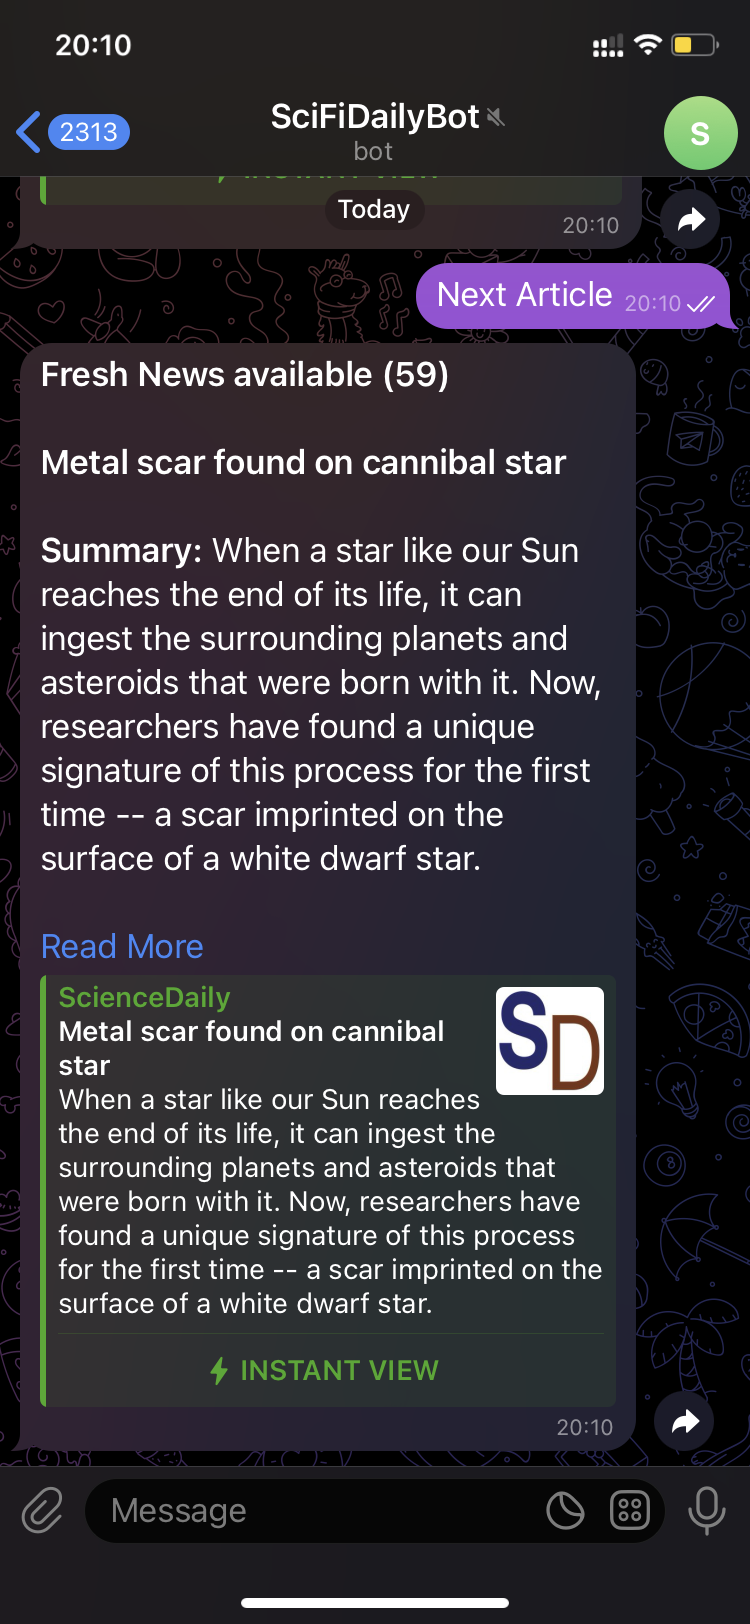 20:10
2313
SciFiDailyBot
bot
S
INSTANT VIEW
Today
20:10
Next Article 20:10
Fresh News available (59)
Metal scar found on cannibal star
Summary: When a star like our Sun
reaches the end of its life, it can
ingest the surrounding planets and
asteroids that were born with it. Now,
researchers have found a unique
signature of this process for the first
time -- a scar imprinted on the
surface of a white dwarf star.
Read More
ScienceDaily
Metal scar found on cannibal
star
SD
When a star like our Sun reaches
the end of its life, it can ingest the
surrounding planets and asteroids that
were born with it. Now, researchers have
found a unique signature of this process
for the first time -- a scar imprinted on the
surface of a white dwarf star.
INSTANT VIEW
20:10
Message